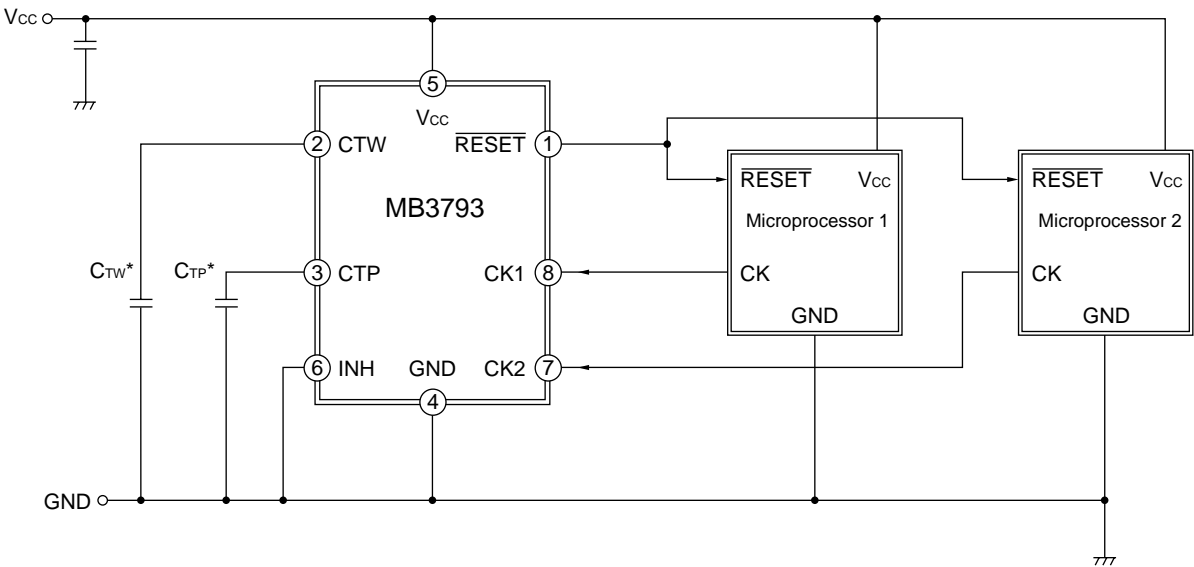 Vcc
5
Vcc
2 CTW
RESET 1
MB3793
RESET Vcc
Microprocessor 1
RESET Vcc
Microprocessor 2
CTW*
CTP*
3 CTP
CK1 8
CK
CK
GND
GND
6 INH
GND
CK2 7
4
GND